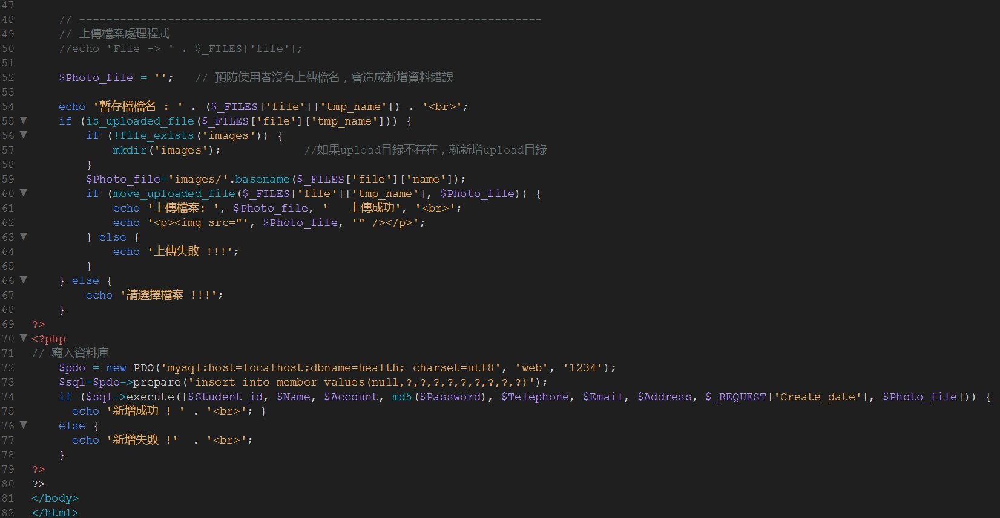 47
48 // --------------------------------------------------------------------
49 // 上傳檔案處理程式
50 //echo 'File -> ' . $_FILES['file'];
51
52 $Photo_file = ''; // 預防使用者沒有上傳檔名，會造成新增資料錯誤
53
54 echo '暫存檔檔名 : ' . ($_FILES['file']['tmp_name']) . '<br>';
55 ▼ if (is_uploaded_file($_FILES['file']['tmp_name'])) {
56 ▼ if (!file_exists('images')) {
57 mkdir('images'); //如果upload目錄不存在，就新增upload目錄
58 }
59 $Photo_file='images/'.basename($_FILES['file']['name']);
60 ▼ if (move_uploaded_file($_FILES['file']['tmp_name'], $Photo_file)) {
61 echo '上傳檔案: ', $Photo_file, '   上傳成功', '<br>';
62 echo '<p><img src="', $Photo_file, '" /></p>';
63 ▼ } else {
64 echo '上傳失敗 !!!';
65 }
66 ▼ } else {
67 echo '請選擇檔案 !!!';
68 }
69 ?>
70 ▼ <?php
71 // 寫入資料庫
72 $pdo = new PDO('mysql:host=localhost;dbname=health; charset=utf8', 'web', '1234');
73 $sql=$pdo->prepare('insert into member values(null,?,?,?,?,?,?,?,?,?)');
74 if ($sql->execute([$Student_id, $Name, $Account, md5($Password), $Telephone, $Email, $Address, $_REQUEST['Create_date'], $Photo_file])) {
75 echo '新增成功 ! ' . '<br>'; }
76 ▼ else {
77 echo '新增失敗 !'  . '<br>';
78 }
79 ?>
80 ?>
81 </body>
82 </html>